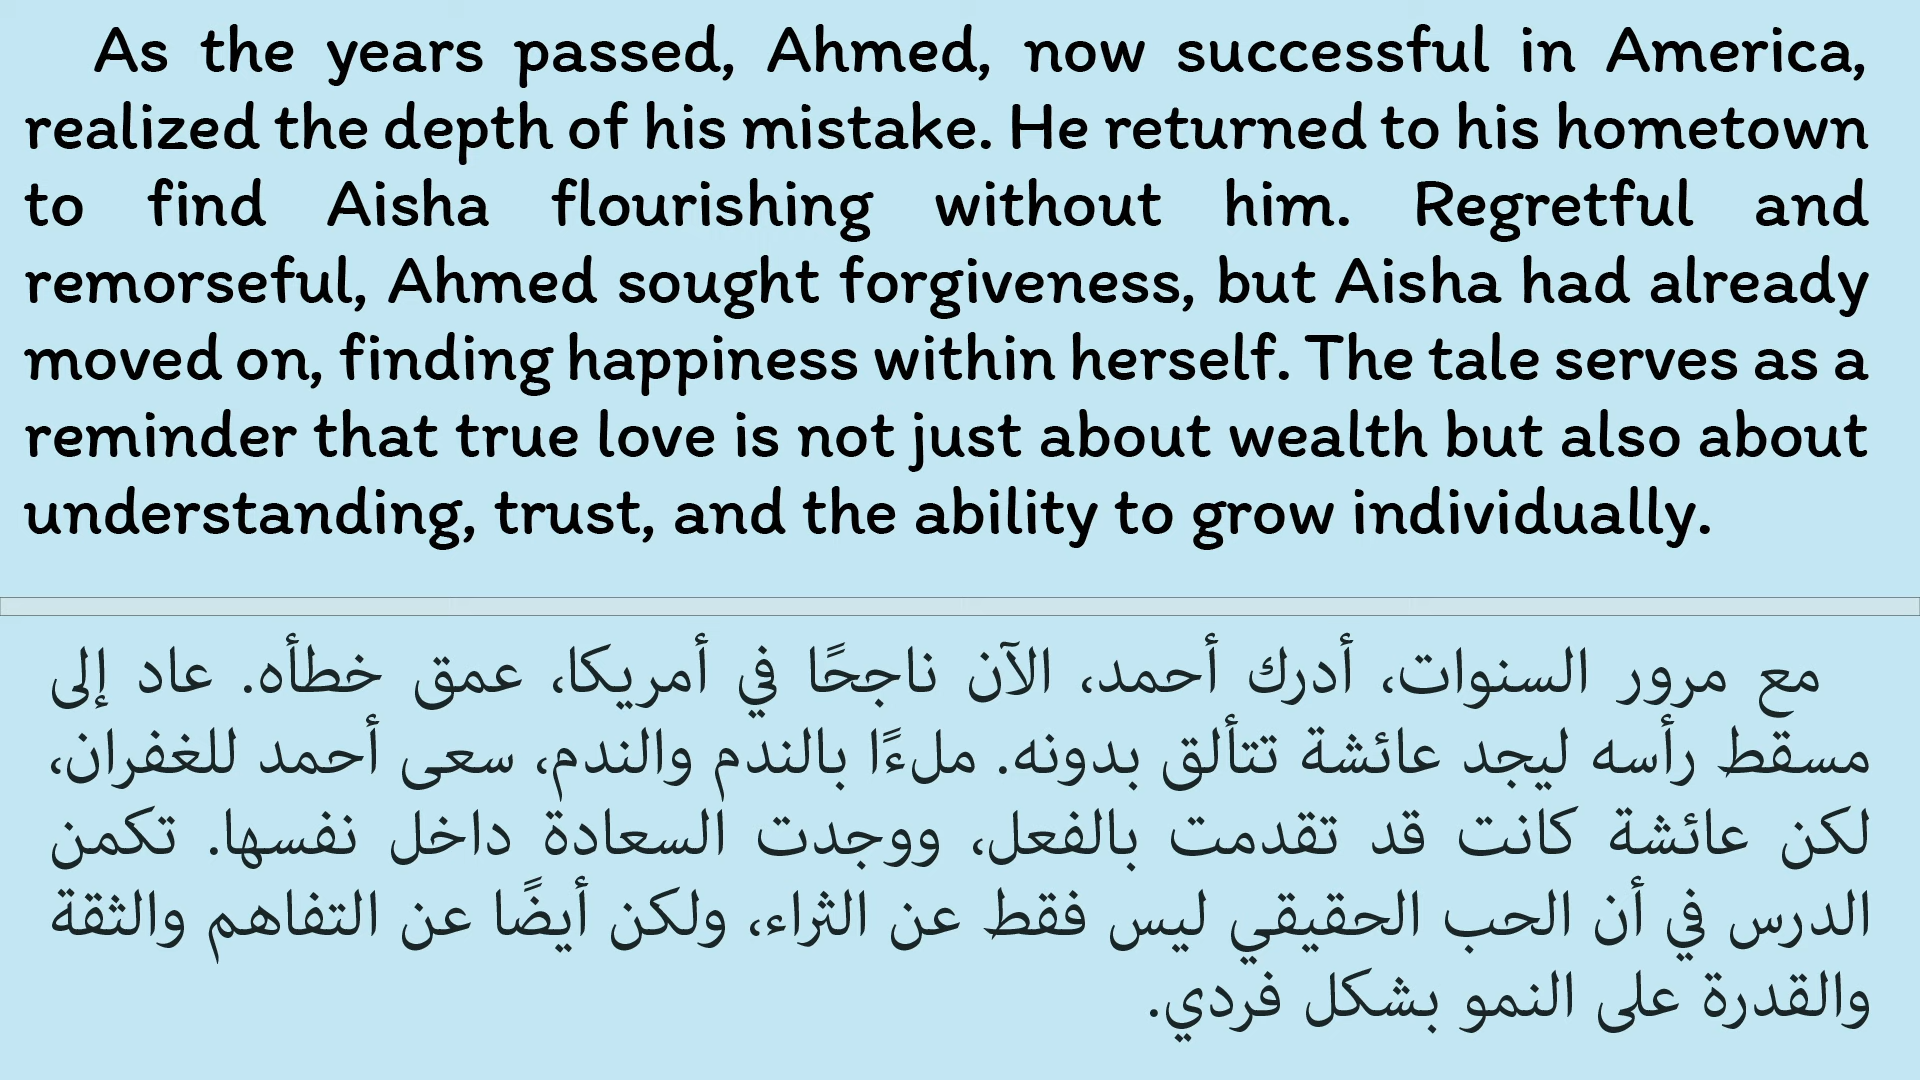 As the years passed, Ahmed, now successful in America,
realized the depth of his mistake. He returned to his hometown
to find Aisha flourishing without him. Regretful and
remorseful, Ahmed sought forgiveness, but Aisha had already
moved on, finding happiness within herself. The tale serves as a
reminder that true love is not just about wealth but also about
understanding, trust, and the ability to grow individually.
مع مرور السنوات، أدرك أحمد، الآن ناجحًا في أمريكا، عمق خطأه. عاد إلى
مسقط رأسه ليجد عائشة تتألق بدونه. ملءًا بالندم والندم، سعى أحمد للغفران،
لكن عائشة كانت قد تقدمت بالفعل، ووجدت السعادة داخل نفسها. تكمن
الدرس في أن الحب الحقيقي ليس فقط عن الثراء، ولكن أيضًا عن التفاهم والثقة
والقدرة على النمو بشكل فردي.